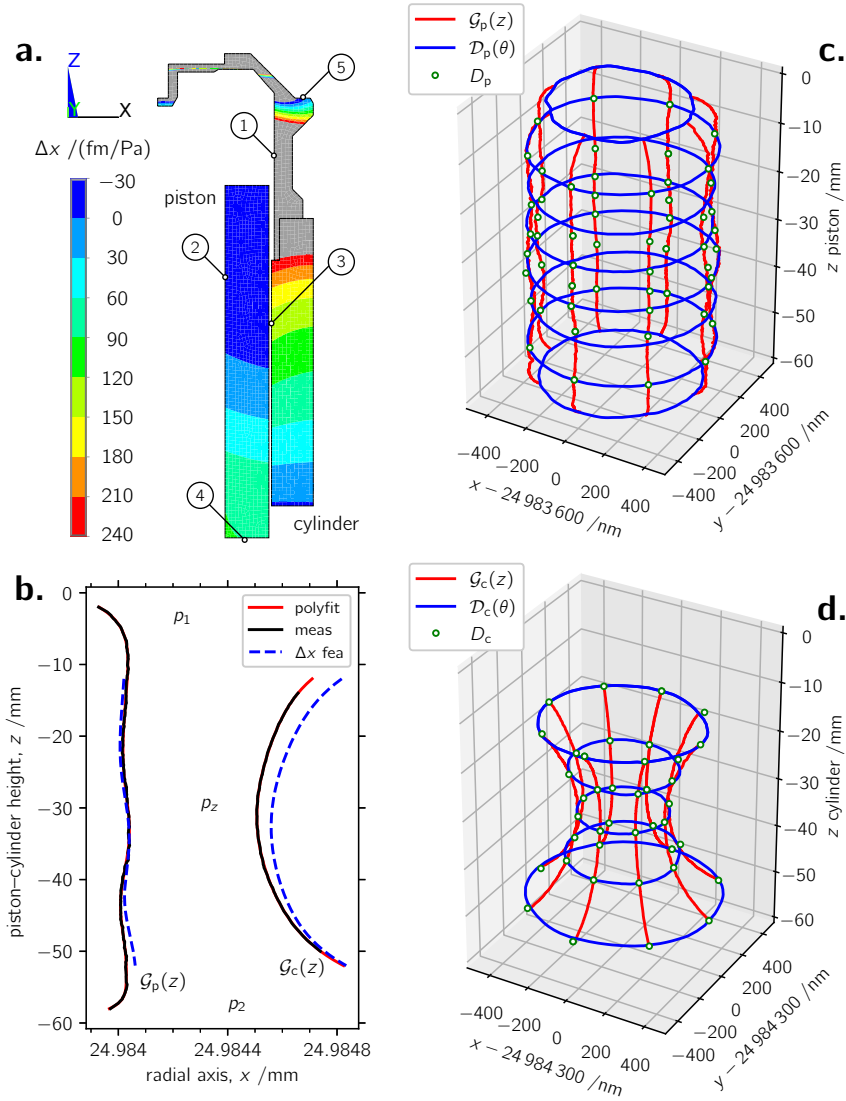 a.
Z
Y
X
Δx /(fm/Pa)
−30
0
30
60
90
120
150
180
210
240
piston
cylinder
1
2
3
4
5
b.
0
−10
−20
−30
−40
−50
−60
piston–cylinder height, z /mm
24.984
24.9844
24.9848
radial axis, x /mm
polyfit
meas
Δx fea
p1
pz
p2
𝒢p(z)
𝒢c(z)
c.
𝒢p(z)
𝒟p(θ)
Dp
0
−10
−20
−30
−40
−50
−60
z piston /mm
−400
−200
0
200
400
x − 24 983 600 /nm
−400
−200
0
200
400
y − 24 983 600 /nm
d.
𝒢c(z)
𝒟c(θ)
Dc
0
−10
−20
−30
−40
−50
−60
z cylinder /mm
−400
−200
0
200
400
x − 24 984 300 /nm
−400
−200
0
200
400
y − 24 984 300 /nm